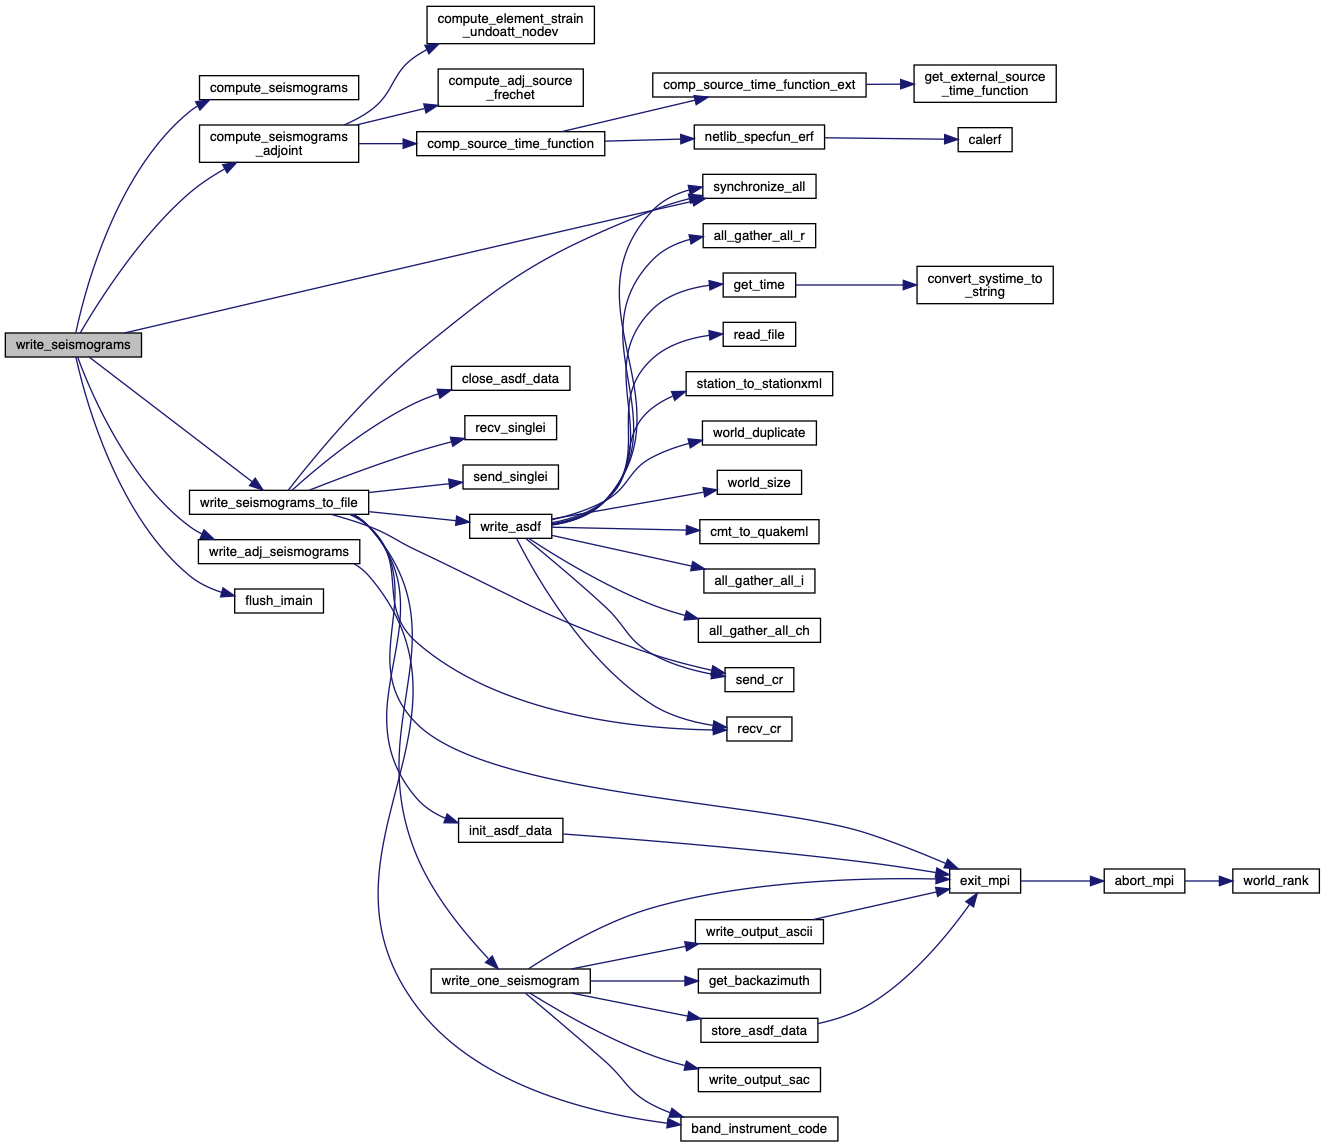 compute_element_strain
_undoatt_nodev
compute_seismograms
compute_adj_source
_frechet
comp_source_time_function_ext
get_external_source
_time_function
compute_seismograms
_adjoint
comp_source_time_function
netlib_specfun_erf
calerf
synchronize_all
all_gather_all_r
get_time
convert_systime_to
_string
write_seismograms
read_file
close_asdf_data
station_to_stationxml
recv_singlei
world_duplicate
send_singlei
world_size
write_seismograms_to_file
write_asdf
cmt_to_quakeml
write_adj_seismograms
all_gather_all_i
flush_imain
all_gather_all_ch
send_cr
recv_cr
init_asdf_data
exit_mpi
abort_mpi
world_rank
write_output_ascii
write_one_seismogram
get_backazimuth
store_asdf_data
write_output_sac
band_instrument_code